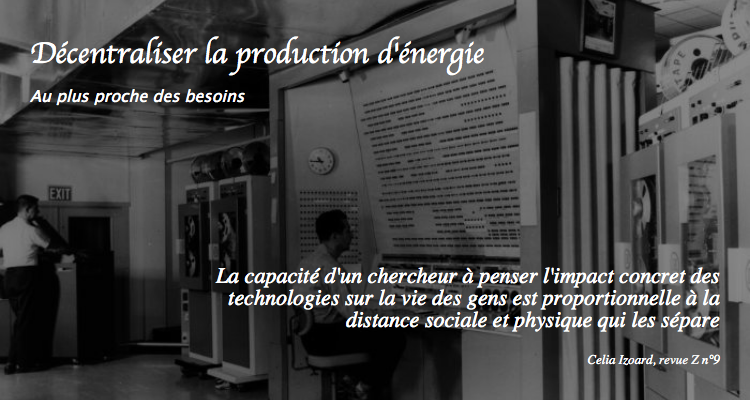 Décentraliser la production d'énergie
Au plus proche des besoins
EXIT
La capacité d'un chercheur à penser l'impact concret des
technologies sur la vie des gens est proportionnelle à la
distance sociale et physique qui les sépare
Celia Izoard, revue Z n°9